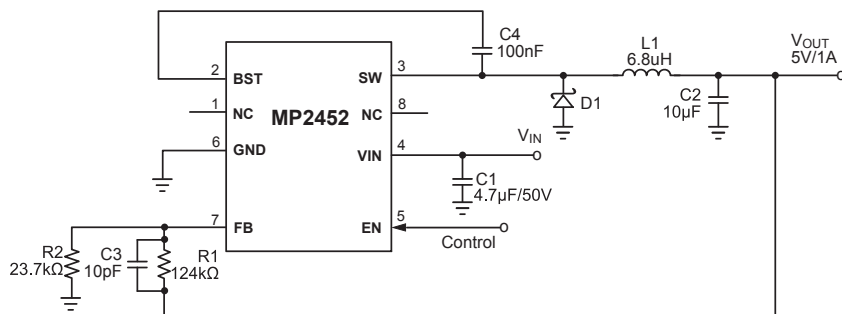 C4
100nF
L1
6.8uH
VOUT
5V/1A
2
BST
3
SW
1
NC
MP2452
NC
8
D1
C2
10µF
6
GND
VIN
4
VIN
C1
4.7µF/50V
7
FB
EN
5
Control
R2
23.7kΩ
C3
10pF
R1
124kΩ